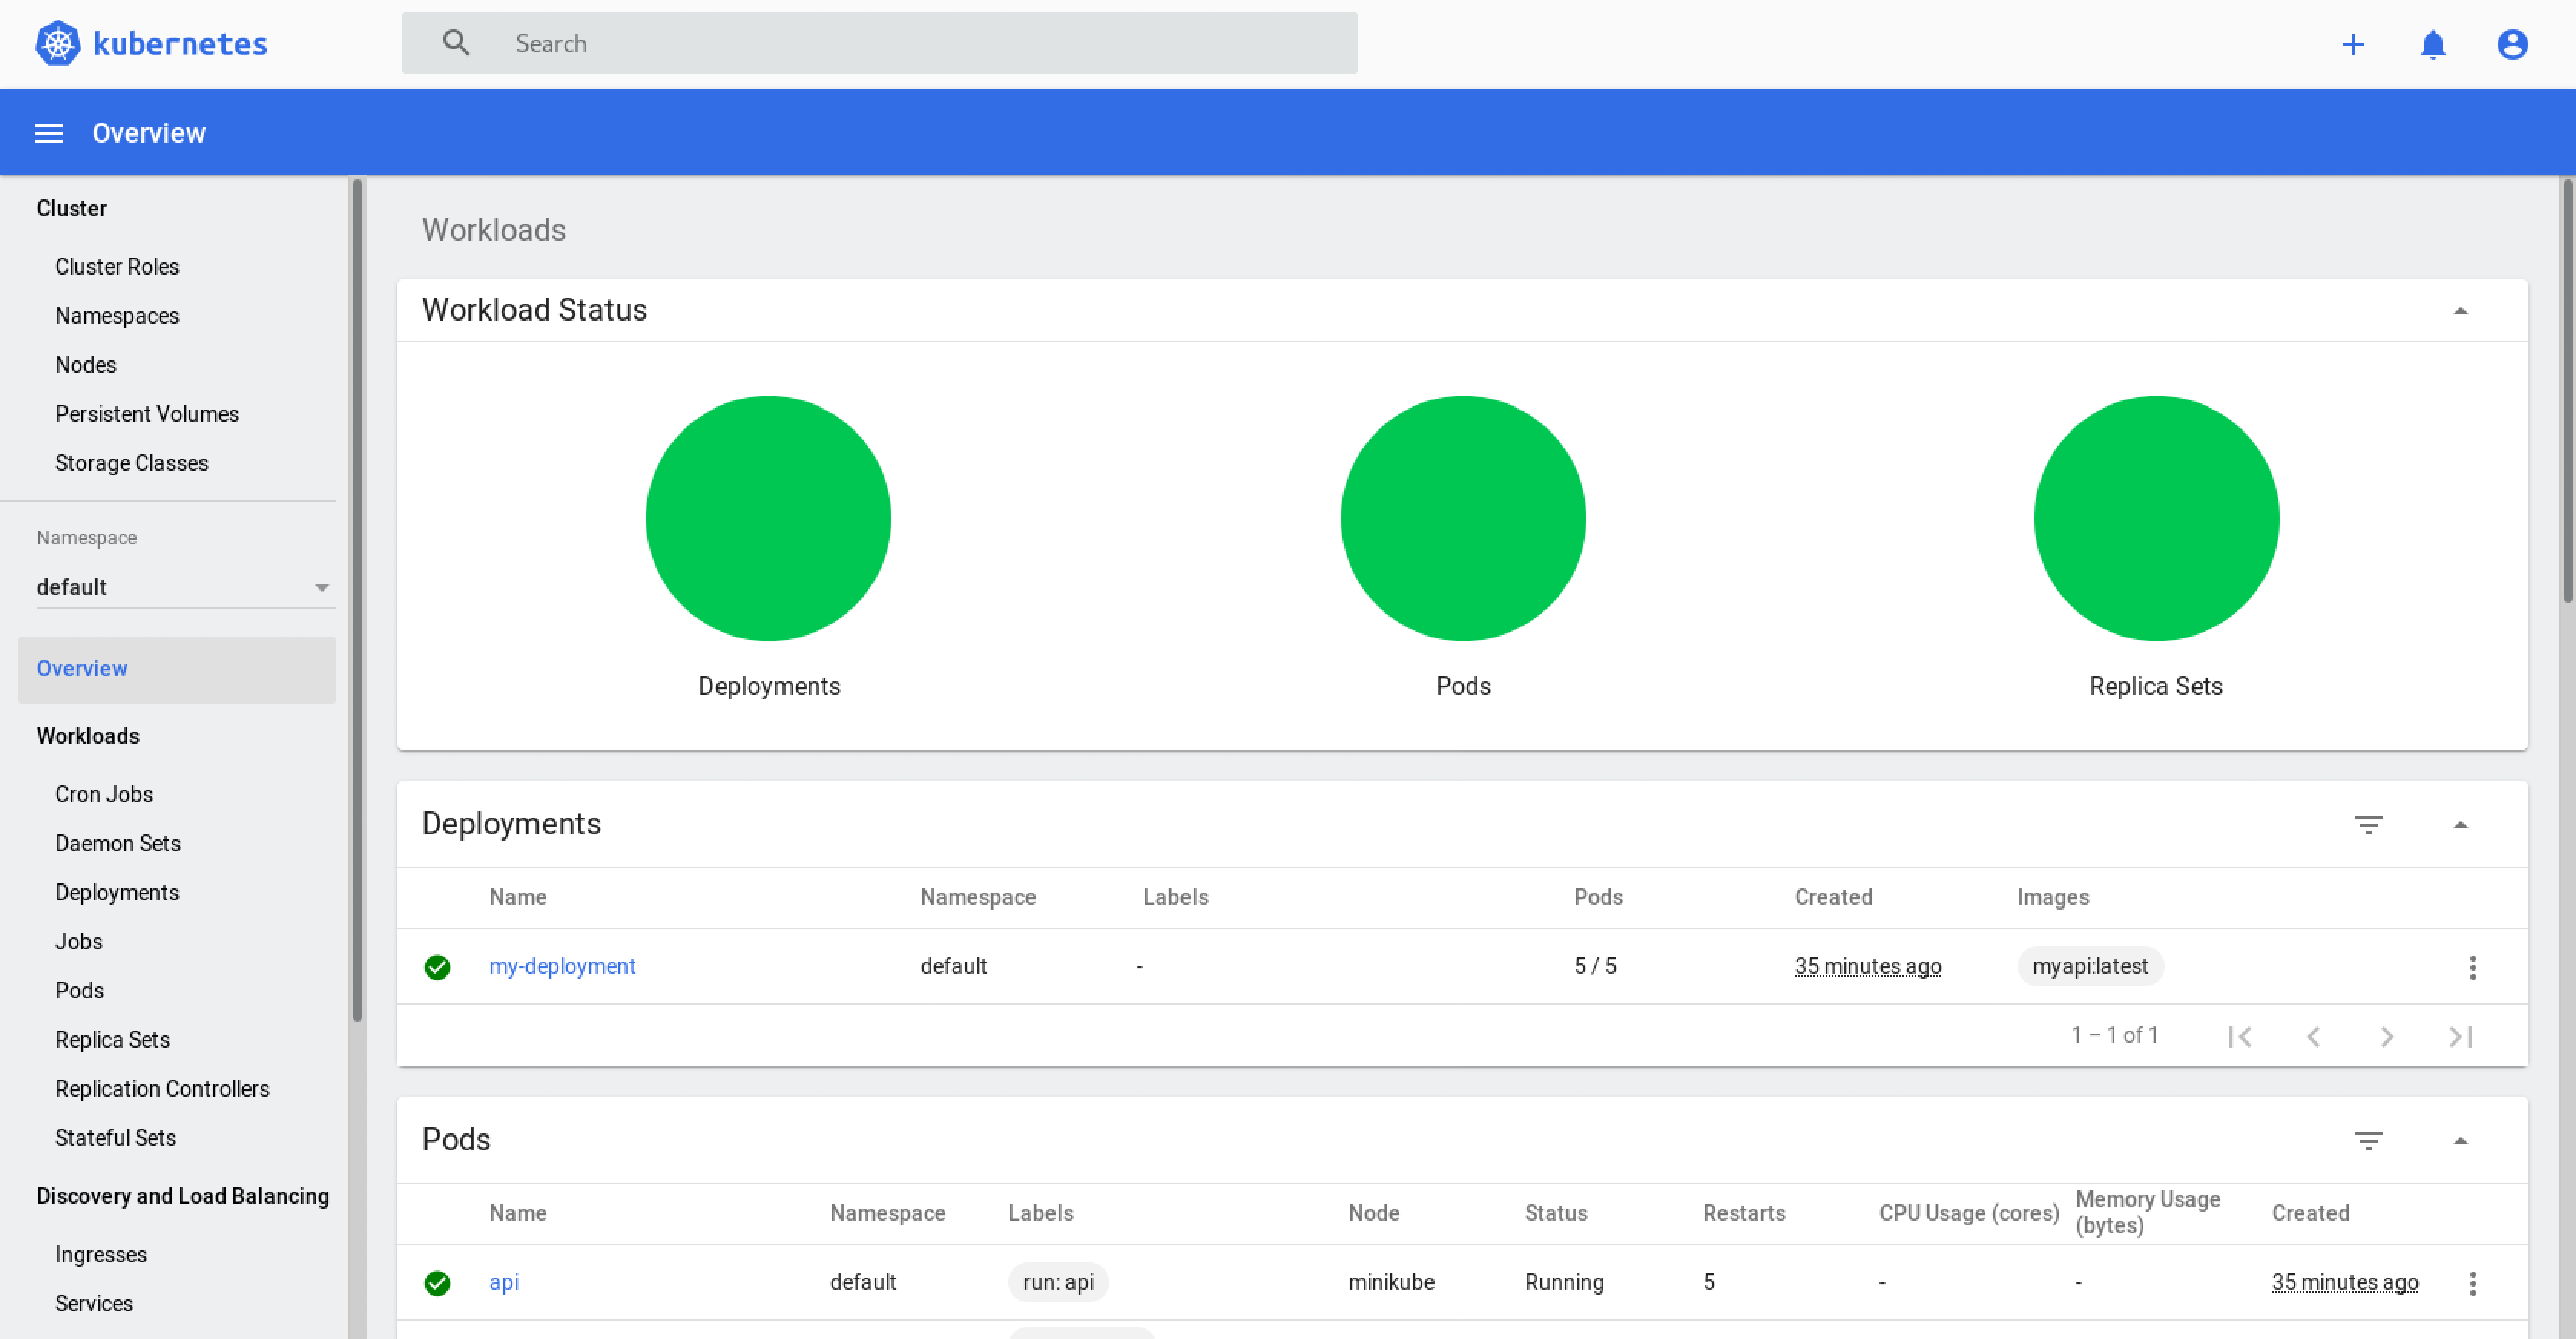 kubernetes
Search
Overview
Cluster
Cluster Roles
Namespaces
Nodes
Persistent Volumes
Storage Classes
Namespace
default
Overview
Workloads
Cron Jobs
Daemon Sets
Deployments
Jobs
Pods
Replica Sets
Replication Controllers
Stateful Sets
Discovery and Load Balancing
Ingresses
Services
Workloads
Workload Status
Deployments Pods Replica Sets
Deployments
Name Namespace Labels Pods Created Images
my-deployment default - 5 / 5 35 minutes ago myapi:latest
1 – 1 of 1
Pods
Name Namespace Labels Node Status Restarts CPU Usage (cores) Memory Usage (bytes) Created
api default run: api minikube Running 5 - - 35 minutes ago